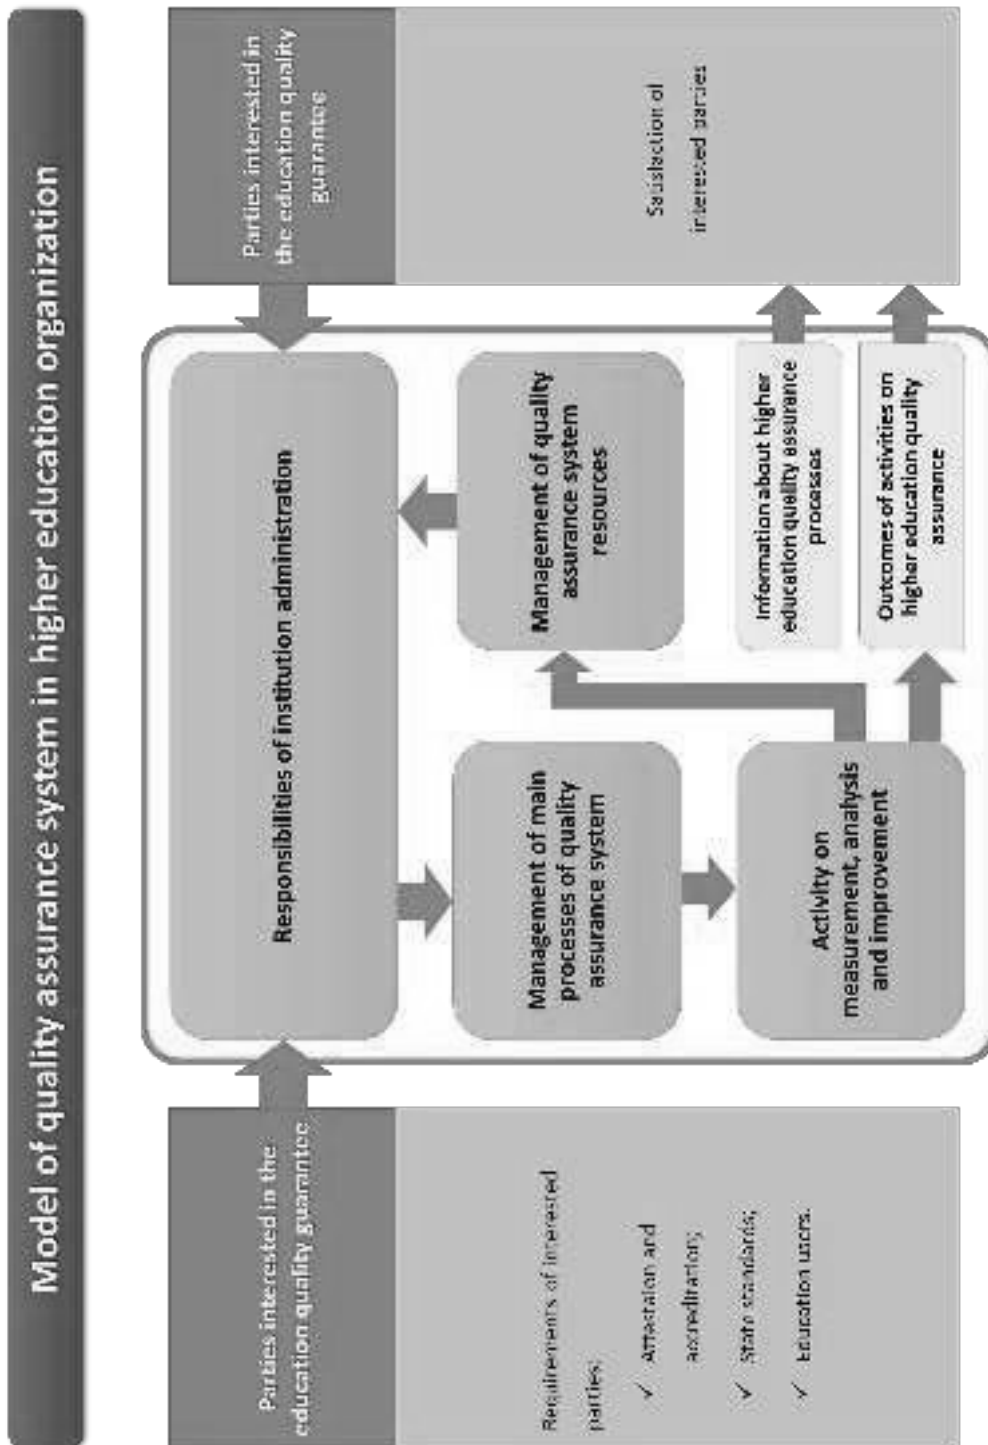 Model of quality assurance system in higher education organization
Parties interested in the
education quality guarantee
Requirements of interested
parties:
✓ Attestaion and
accreditation;
✓ State standards;
✓ Education users.
Responsibilities of institution administration
Management of main
processes of quality
assurance system
Management of quality
assurance system
resources
Activity on
measurement, analysis
and improvement
Information about higher
education quality assurance
processes
Outcomes of activities on
higher education quality
assurance
Parties interested in
the education quality
guarantee
Satisfaction of
interested parties